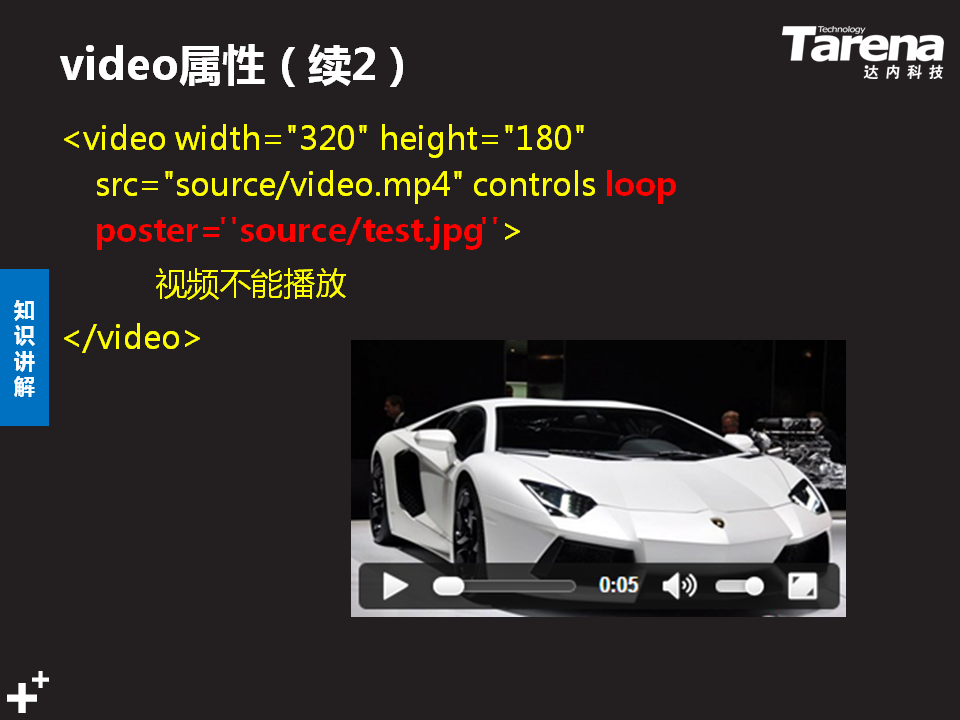 video属性（续2）
Technology
Tarena
达内科技
<video width="320" height="180"
src="source/video.mp4" controls loop
poster=''source/test.jpg''>
视频不能播放
</video>
知识讲解
0:05